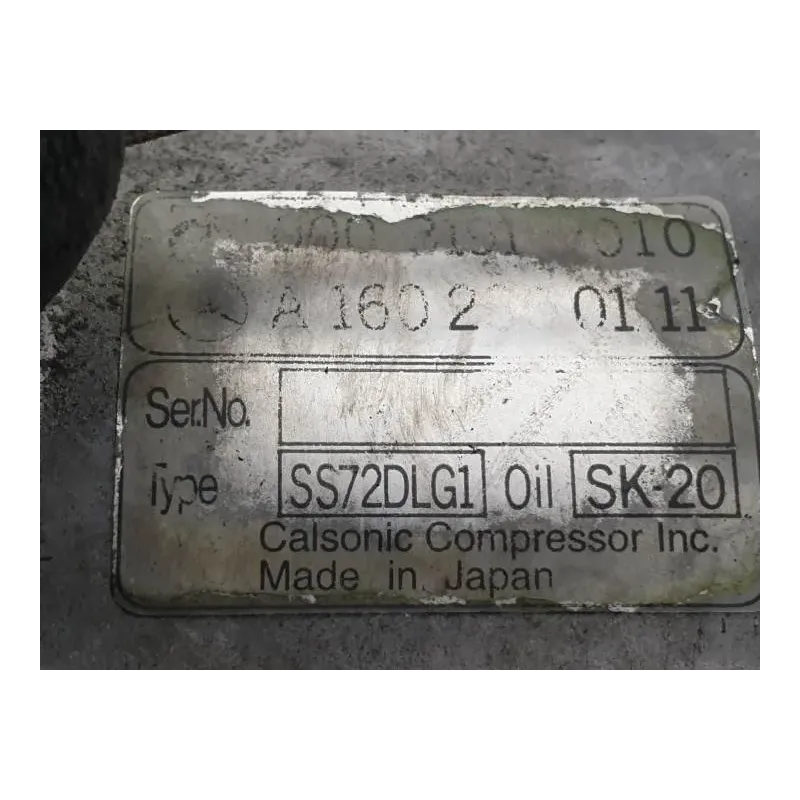 A 160 2 01 11
Ser.No.
Type SS72DLG1 Oil SK-20
Calsonic Compressor Inc.
Made in Japan